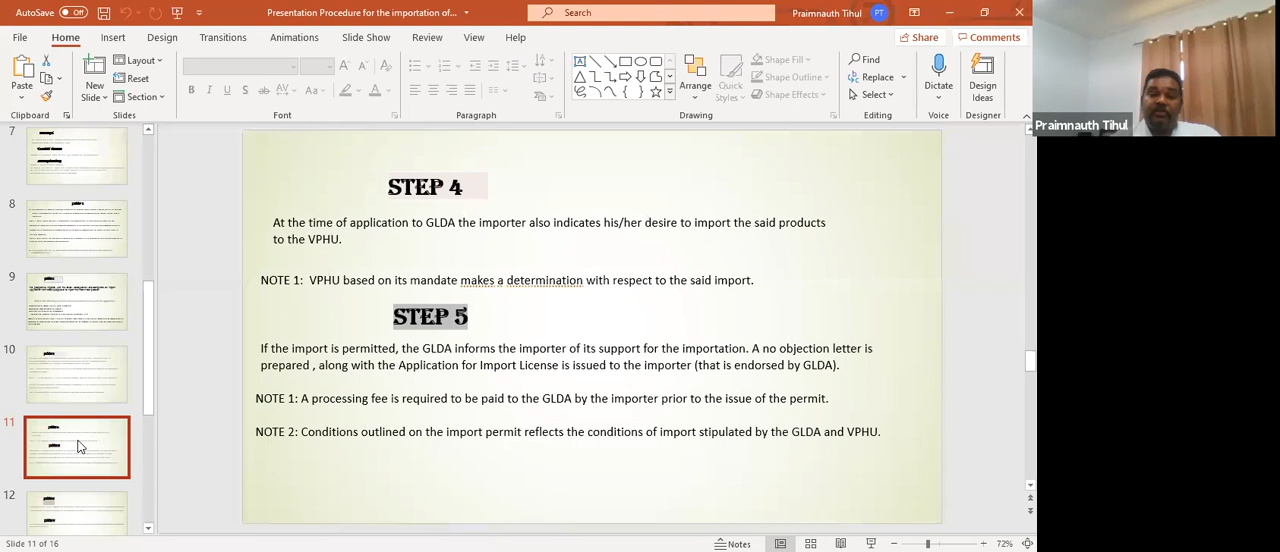 AutoSave Off Presentation Procedure for the importation of... Search Praimnauth Tihul PT
File Home Insert Design Transitions Animations Slide Show Review View Help Share Comments
Paste New Slide Layout Reset Section Arrange Quick Styles Shape Fill Shape Outline Shape Effects Find Replace Select Dictate Design Ideas
Clipboard Slides Font Paragraph Drawing Editing Voice Designer
Praimnauth Tihul
7
8
9
10
11
12
STEP 4
At the time of application to GLDA the importer also indicates his/her desire to import the said products
to the VPHU.
NOTE 1: VPHU based on its mandate makes a determination with respect to the said import.
STEP 5
If the import is permitted, the GLDA informs the importer of its support for the importation. A no objection letter is
prepared , along with the Application for Import License is issued to the importer (that is endorsed by GLDA).
NOTE 1: A processing fee is required to be paid to the GLDA by the importer prior to the issue of the permit.
NOTE 2: Conditions outlined on the import permit reflects the conditions of import stipulated by the GLDA and VPHU.
Slide 11 of 16 Notes 72%